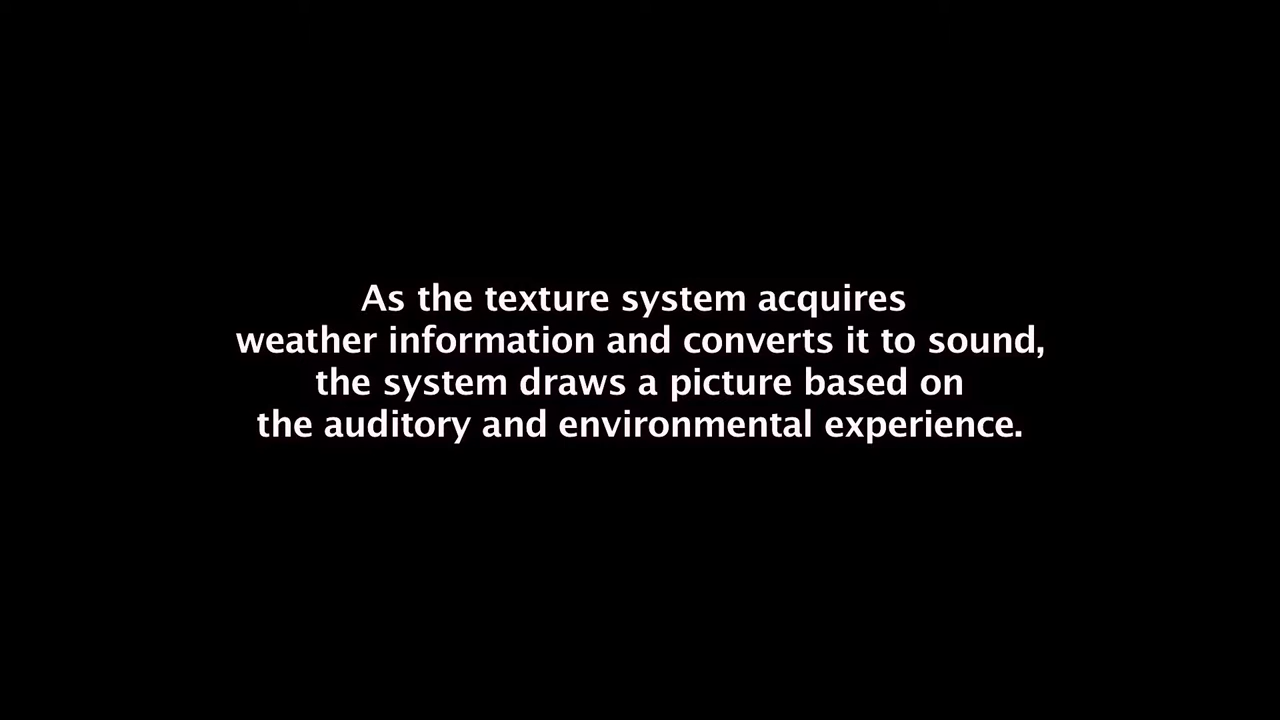 As the texture system acquires
weather information and converts it to sound,
the system draws a picture based on
the auditory and environmental experience.